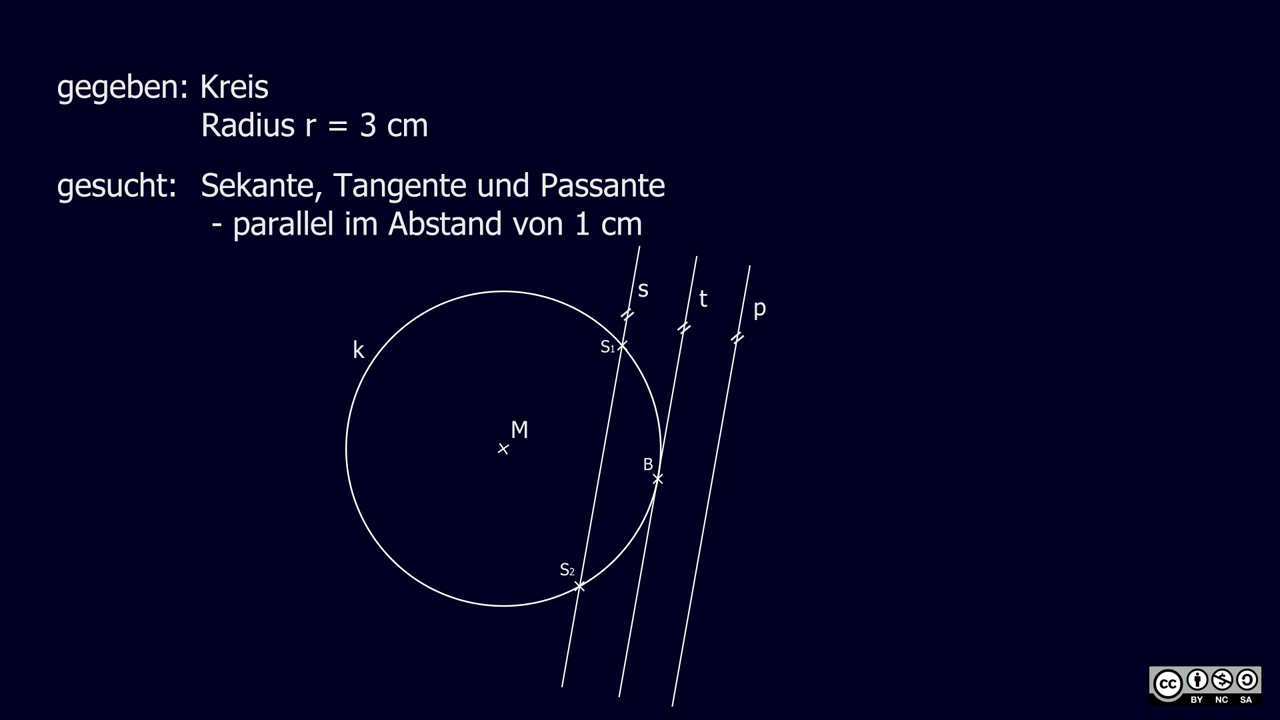 gegeben: Kreis
Radius r = 3 cm
gesucht: Sekante, Tangente und Passante
- parallel im Abstand von 1 cm
s
t
p
k
S1
M
B
S2
cc
BY NC SA